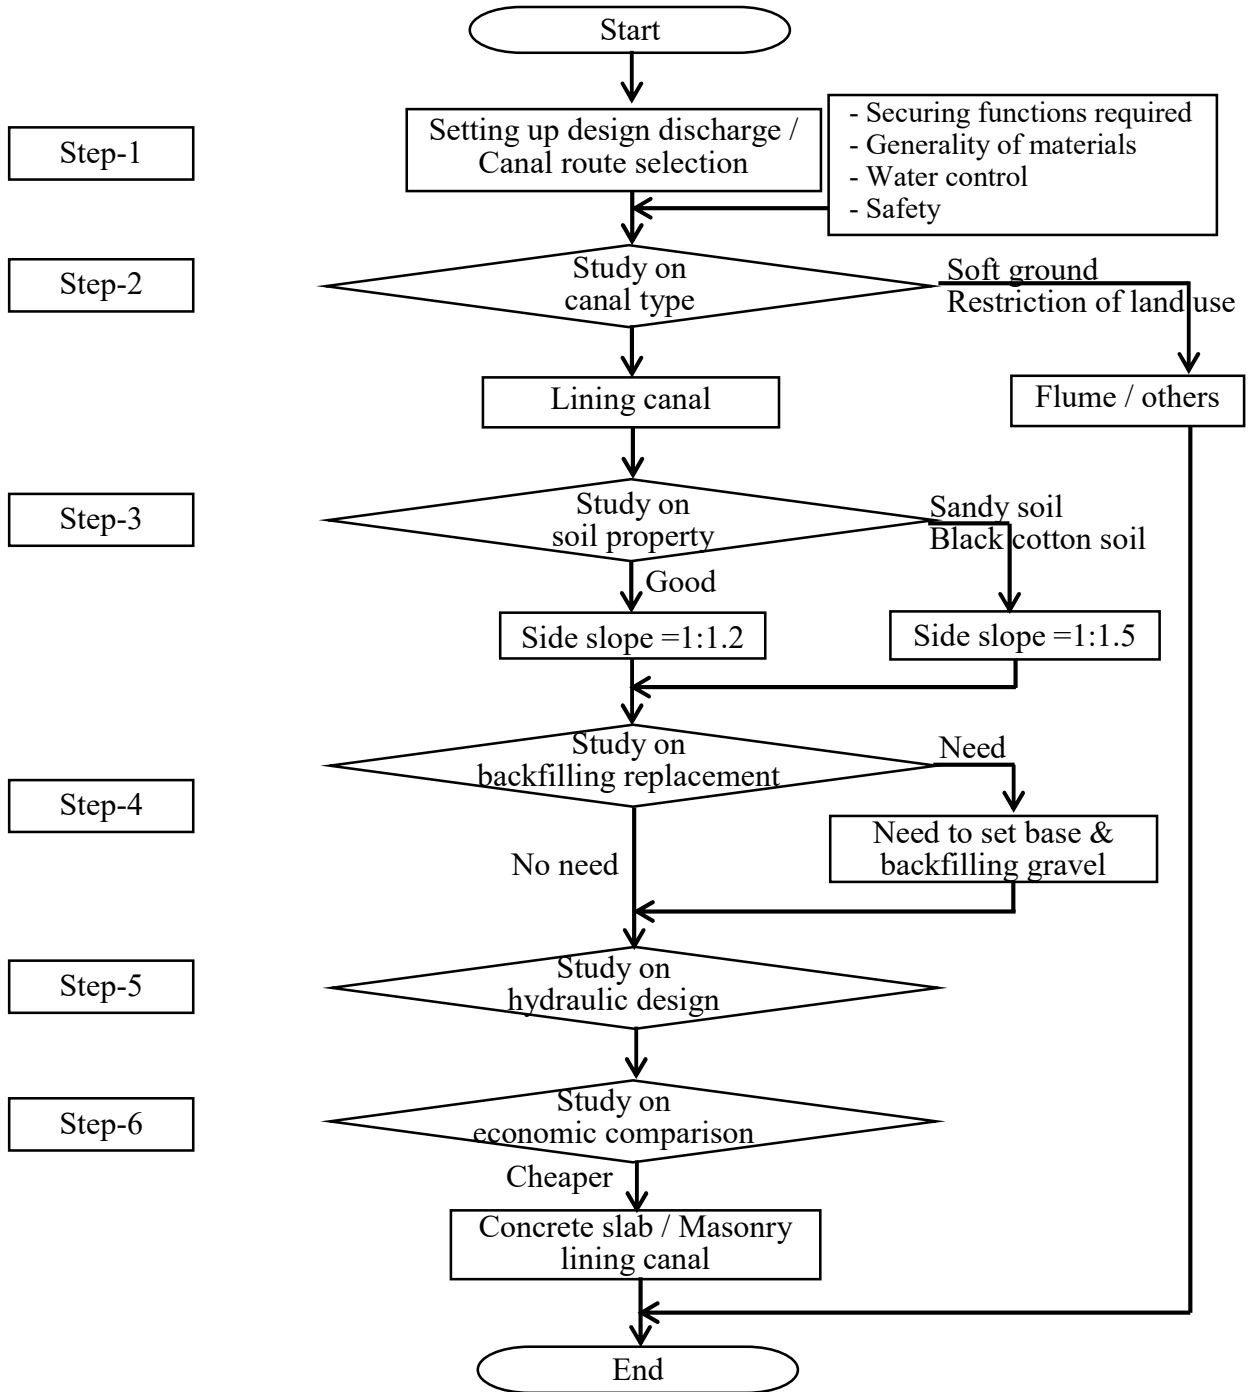 Start
Step-1
Setting up design discharge /
Canal route selection
- Securing functions required
- Generality of materials
- Water control
- Safety
Step-2
Study on
canal type
Soft ground
Restriction of land use
Lining canal
Flume / others
Step-3
Study on
soil property
Sandy soil
Black cotton soil
Good
Side slope =1:1.2
Side slope =1:1.5
Step-4
Study on
backfilling replacement
Need
No need
Need to set base &
backfilling gravel
Step-5
Study on
hydraulic design
Step-6
Study on
economic comparison
Cheaper
Concrete slab / Masonry
lining canal
End